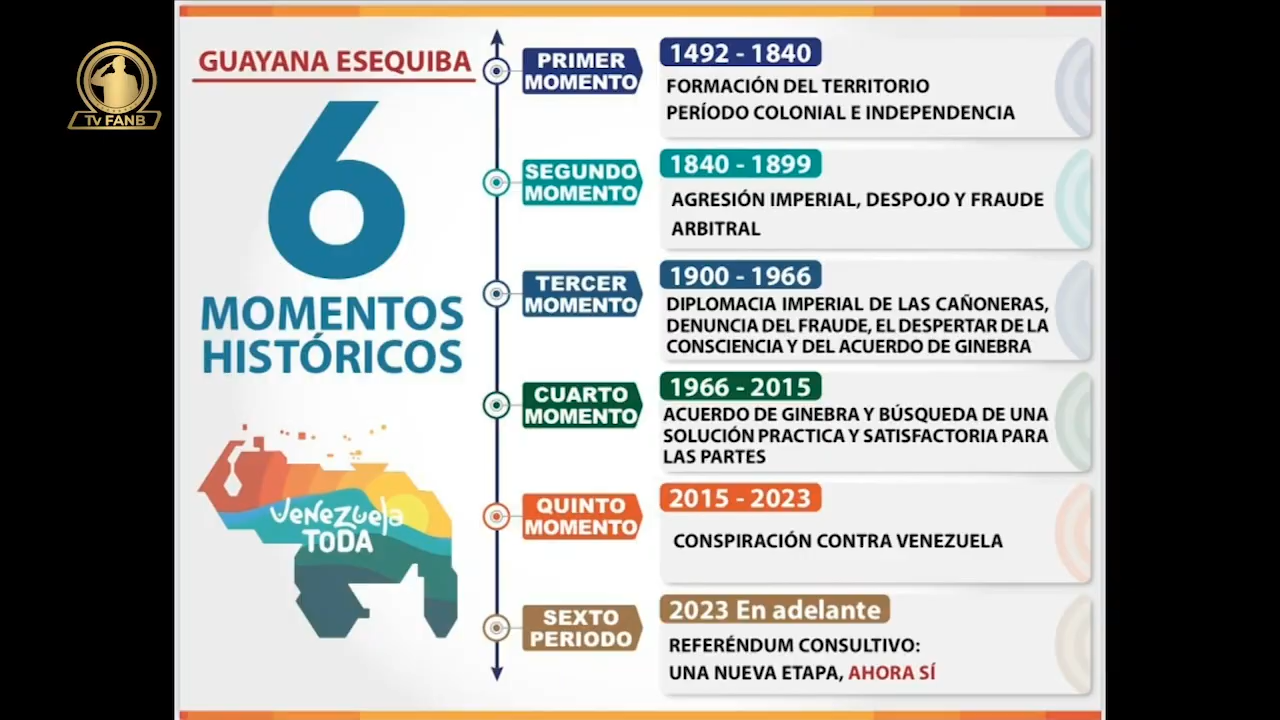 Tv FANB
GUAYANA ESEQUIBA
6
MOMENTOS
HISTÓRICOS
Venezuela
TODA
PRIMER
MOMENTO
1492 - 1840
FORMACIÓN DEL TERRITORIO
PERÍODO COLONIAL E INDEPENDENCIA
SEGUNDO
MOMENTO
1840 - 1899
AGRESIÓN IMPERIAL, DESPOJO Y FRAUDE
ARBITRAL
TERCER
MOMENTO
1900 - 1966
DIPLOMACIA IMPERIAL DE LAS CAÑONERAS,
DENUNCIA DEL FRAUDE, EL DESPERTAR DE LA
CONSCIENCIA Y DEL ACUERDO DE GINEBRA
CUARTO
MOMENTO
1966 - 2015
ACUERDO DE GINEBRA Y BÚSQUEDA DE UNA
SOLUCIÓN PRACTICA Y SATISFACTORIA PARA
LAS PARTES
QUINTO
MOMENTO
2015 - 2023
CONSPIRACIÓN CONTRA VENEZUELA
SEXTO
PERIODO
2023 En adelante
REFERÉNDUM CONSULTIVO:
UNA NUEVA ETAPA, AHORA SÍ